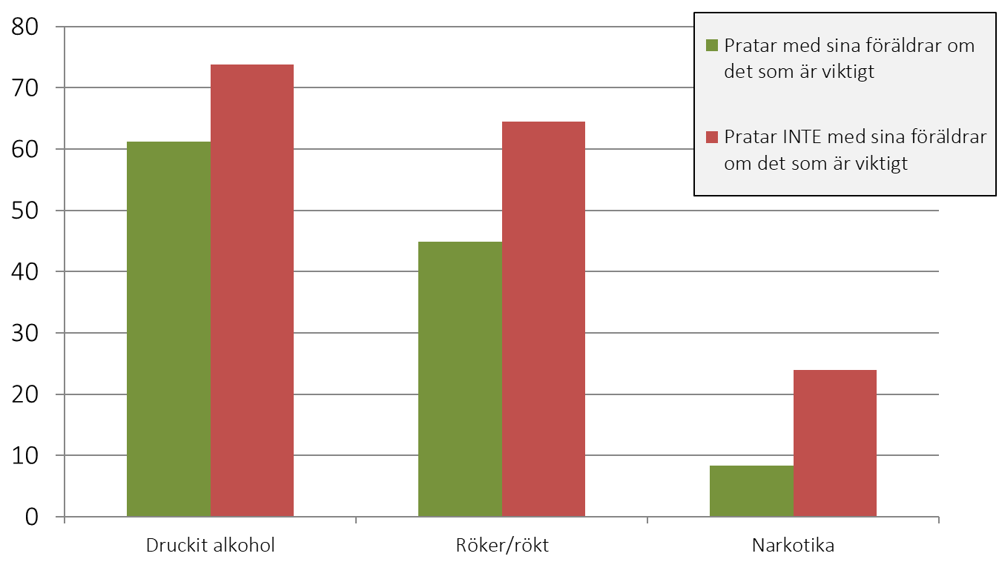 80
70
60
50
40
30
20
10
0
Pratar med sina föräldrar om
det som är viktigt
Pratar INTE med sina föräldrar
om det som är viktigt
Druckit alkohol
Röker/rökt
Narkotika